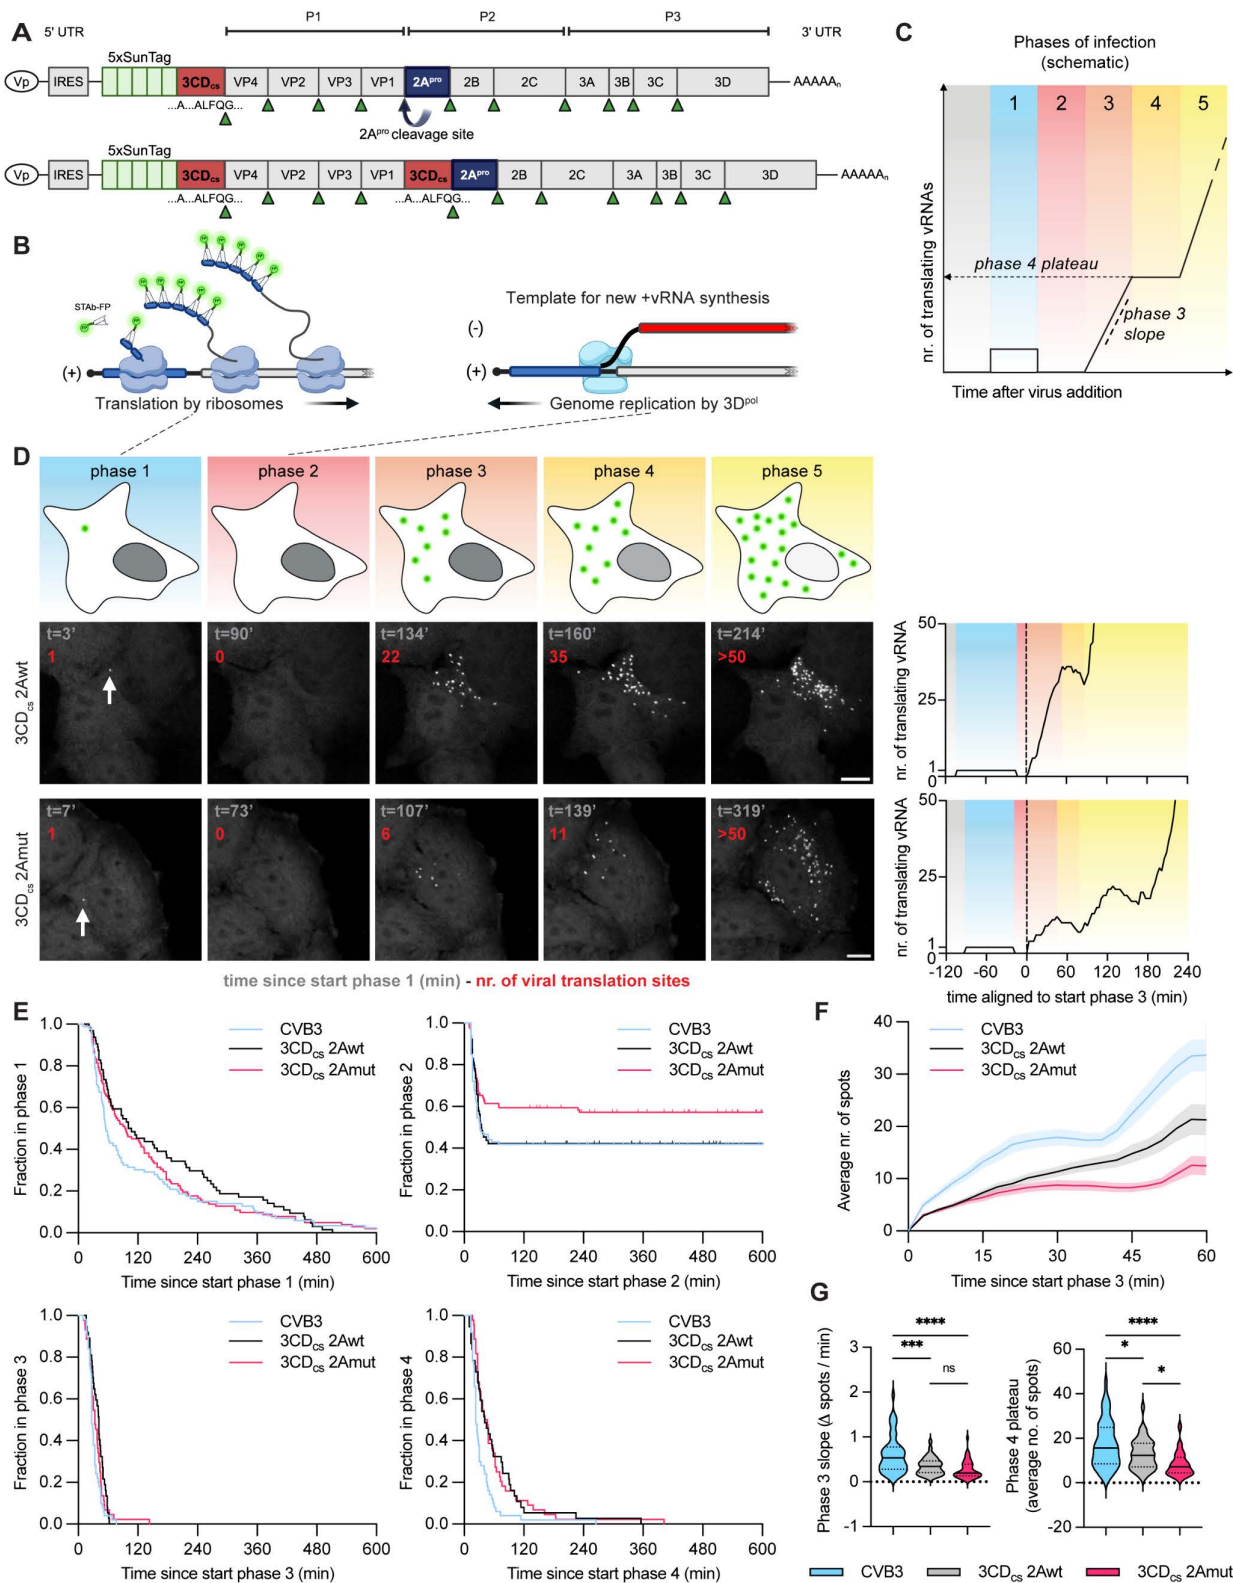 A
5' UTR
P1
P2
P3
3' UTR
5xSunTag
Vp
IRES
3CDcs
VP4
VP2
VP3
VP1
2Apro
2B
2C
3A
3B
3C
3D
AAAAAn
...A...ALFQG...
2Apro cleavage site
5xSunTag
Vp
IRES
3CDcs
VP4
VP2
VP3
VP1
3CDcs
2Apro
2B
2C
3A
3B
3C
3D
AAAAAn
...A...ALFQG...
...A...ALFQG...
B
STAb-FP
(+)
Translation by ribosomes
Template for new +vRNA synthesis
(-)
(+)
Genome replication by 3Dpol
C
Phases of infection
(schematic)
1
2
3
4
5
nr. of translating vRNAs
phase 4 plateau
phase 3
slope
Time after virus addition
D
phase 1
phase 2
phase 3
phase 4
phase 5
3CDcs 2Awt
t=3'
1
t=90'
0
t=134'
22
t=160'
35
t=214'
>50
nr. of translating vRNA
50
25
1
0
3CDcs 2Amut
t=7'
1
t=73'
0
t=107'
6
t=139'
11
t=319'
>50
nr. of translating vRNA
50
25
1
0
-120
-60
0
60
120
180
240
time aligned to start phase 3 (min)
time since start phase 1 (min) - nr. of viral translation sites
E
Fraction in phase 1
1.0
0.8
0.6
0.4
0.2
0.0
0
120
240
360
480
600
Time since start phase 1 (min)
CVB3
3CDcs 2Awt
3CDcs 2Amut
Fraction in phase 2
1.0
0.8
0.6
0.4
0.2
0.0
0
120
240
360
480
600
Time since start phase 2 (min)
CVB3
3CDcs 2Awt
3CDcs 2Amut
F
Average nr. of spots
40
30
20
10
0
0
15
30
45
60
Time since start phase 3 (min)
CVB3
3CDcs 2Awt
3CDcs 2Amut
Fraction in phase 3
1.0
0.8
0.6
0.4
0.2
0.0
0
120
240
360
480
600
Time since start phase 3 (min)
CVB3
3CDcs 2Awt
3CDcs 2Amut
Fraction in phase 4
1.0
0.8
0.6
0.4
0.2
0.0
0
120
240
360
480
600
Time since start phase 4 (min)
CVB3
3CDcs 2Awt
3CDcs 2Amut
G
Phase 3 slope (Δ spots / min)
3
2
1
0
-1
****
***
ns
Phase 4 plateau
(average no. of spots)
60
40
20
0
-20
****
*
*
CVB3
3CDcs 2Awt
3CDcs 2Amut